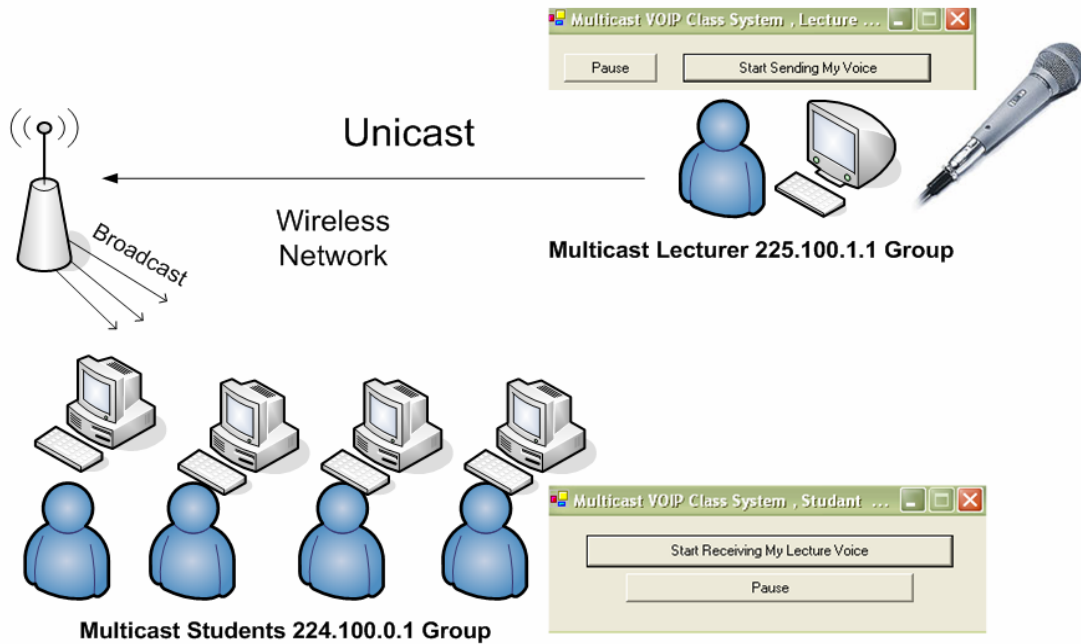 Multicast VOIP Class System , Lecture ...
Pause
Start Sending My Voice
Unicast
Wireless
Network
Broadcast
Multicast Lecturer 225.100.1.1 Group
Multicast VOIP Class System , Studant ...
Start Receiving My Lecture Voice
Pause
Multicast Students 224.100.0.1 Group